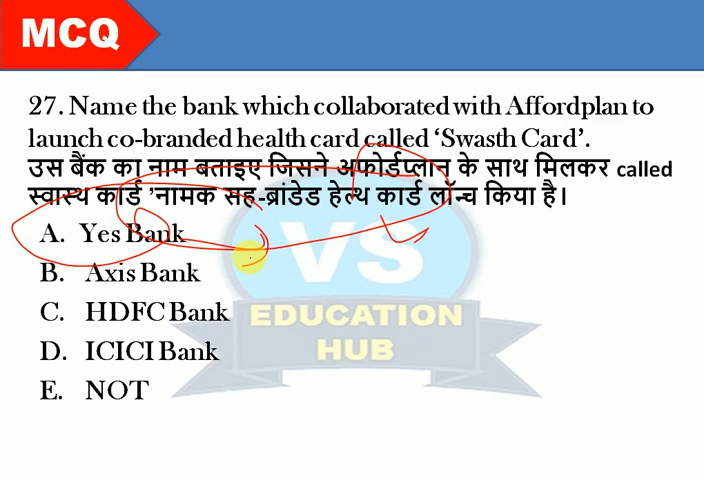 MCQ
27. Name the bank which collaborated with Affordplan to
launch co-branded health card called ‘Swasth Card’.
उस बैंक का नाम बताइए जिसने अफोर्डप्लान के साथ मिलकर called
स्वास्थ कार्ड ’नामक सह-ब्रांडेड हेल्थ कार्ड लॉन्च किया है।
A. Yes Bank
B. Axis Bank
C. HDFC Bank
D. ICICI Bank
E. NOT
VS
EDUCATION
HUB